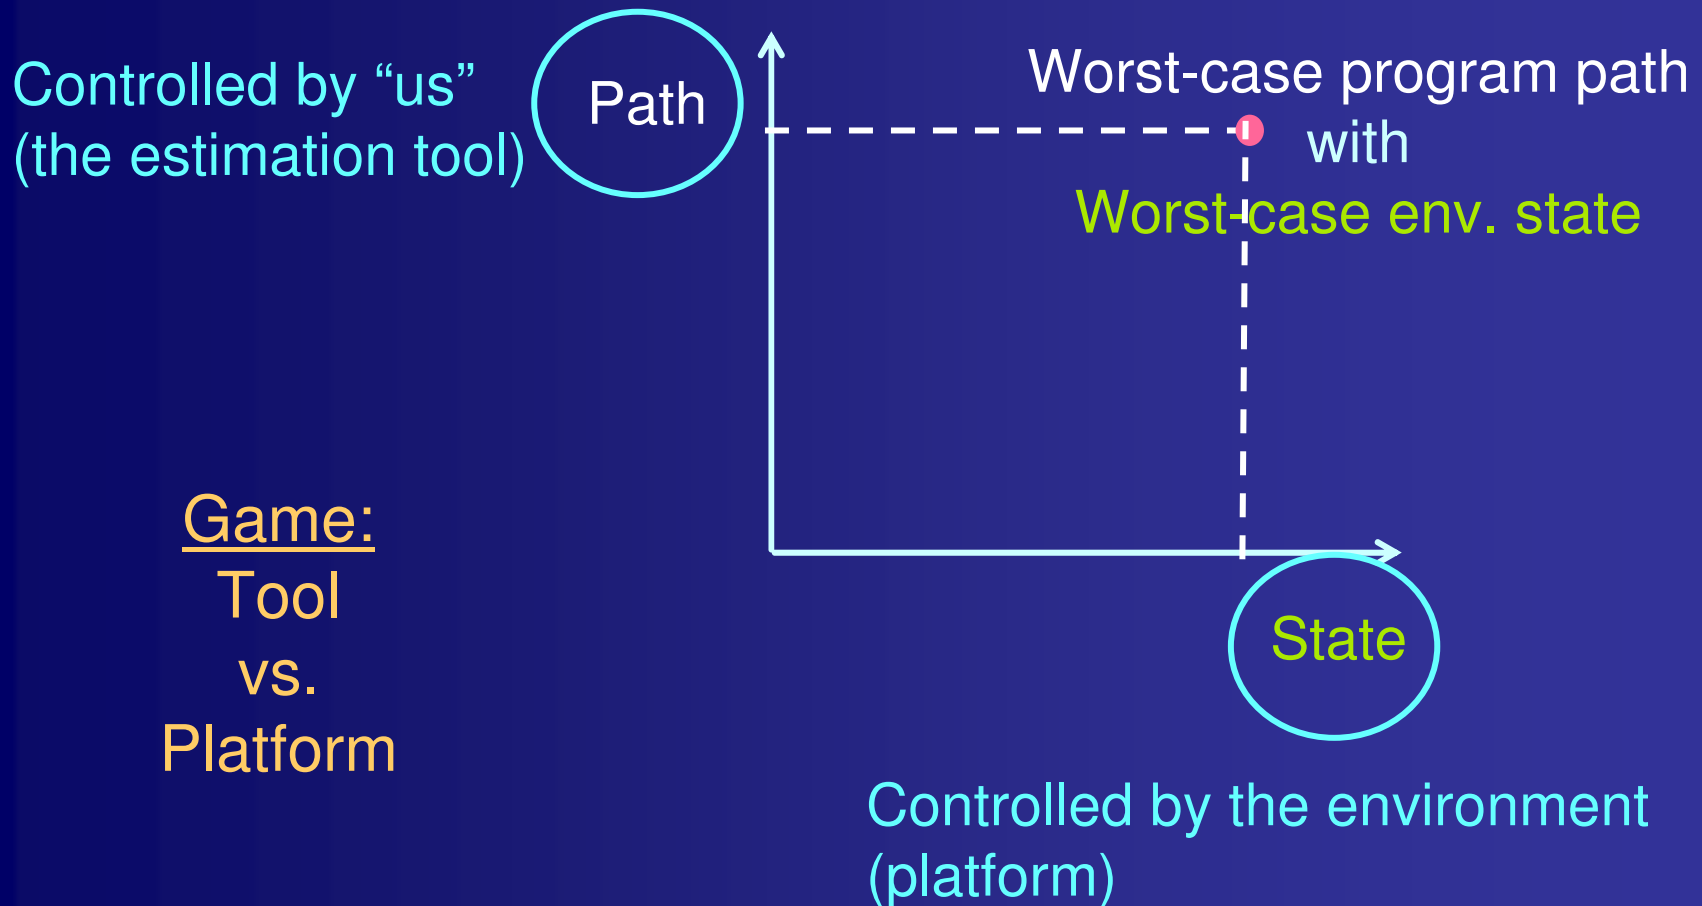 Controlled by “us”
(the estimation tool)
Path
Worst-case program path
with
Worst-case env. state
Game:
Tool
vs.
Platform
State
Controlled by the environment
(platform)